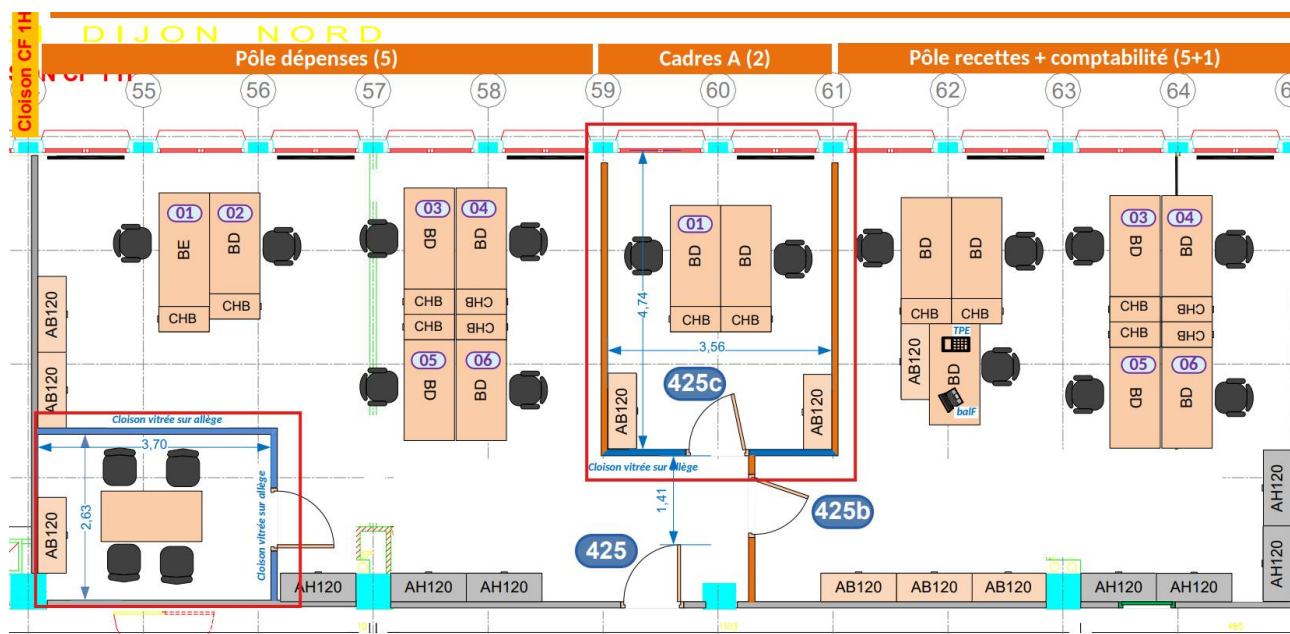 DIJON NORD
Cloison CF 1H
Pôle dépenses (5)
Cadres A (2)
Pôle recettes + comptabilité (5+1)
55
56
57
58
59
60
61
62
63
64
01
02
BE
BD
CHB
CHB
AB120
AB120
03
04
BD
BD
CHB
CHB
CHB
CHB
05
06
BD
BD
01
BD
BD
CHB
CHB
4,74
3,56
425c
AB120
AB120
Cloison vitrée sur allège
BD
BD
CHB
CHB
TPE
AB120
BD
balF
03
04
BD
BD
CHB
CHB
CHB
CHB
05
06
BD
BD
Cloison vitrée sur allège
3,70
2,63
Cloison vitrée sur allège
AB120
1,41
425
425b
AH120
AH120
AH120
AB120
AB120
AB120
AH120
AH120
AH120
AH120
1103
485